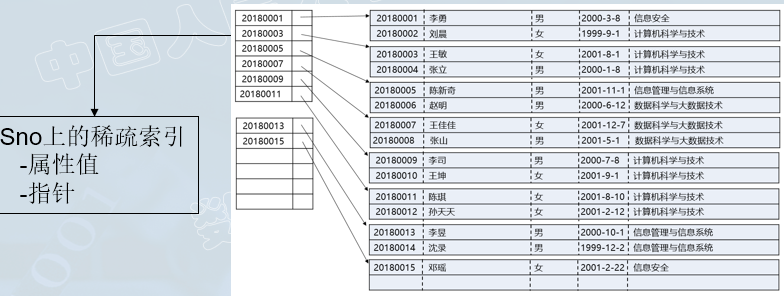 Sno上的稀疏索引
-属性值
-指针
20180001
20180003
20180005
20180007
20180009
20180011
20180013
20180015
20180001 李勇 男 2000-3-8 信息安全
20180002 刘晨 女 1999-9-1 计算机科学与技术
20180003 王敏 女 2001-8-1 计算机科学与技术
20180004 张立 男 2000-1-8 计算机科学与技术
20180005 陈新奇 男 2001-11-1 信息管理与信息系统
20180006 赵明 男 2000-6-12 数据科学与大数据技术
20180007 王佳佳 女 2001-12-7 数据科学与大数据技术
20180008 张山 男 2001-5-1 数据科学与大数据技术
20180009 李司 男 2000-7-8 计算机科学与技术
20180010 王坤 女 2001-9-1 计算机科学与技术
20180011 陈琪 女 2001-8-10 计算机科学与技术
20180012 孙天天 女 2001-2-12 计算机科学与技术
20180013 李昱 男 2000-10-1 信息管理与信息系统
20180014 沈录 男 1999-12-2 信息管理与信息系统
20180015 邓瑶 女 2001-2-22 信息安全